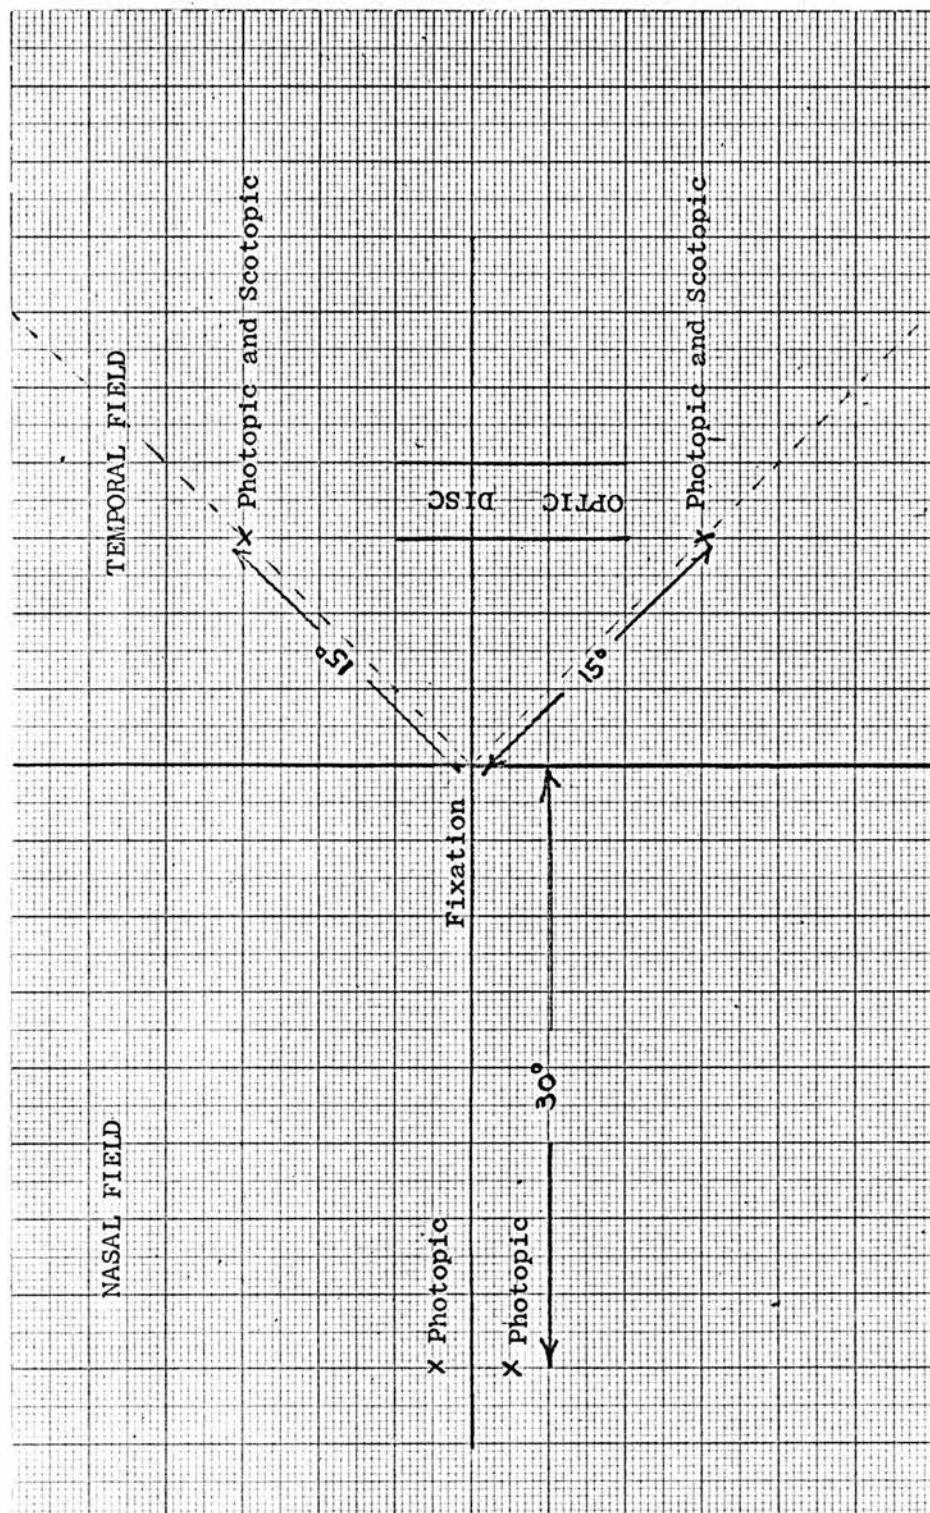 NASAL FIELD
TEMPORAL FIELD
X Photopic and Scotopic
15°
X Photopic
Fixation
OPTIC
DISC
X Photopic
30°
15°
X Photopic and Scotopic